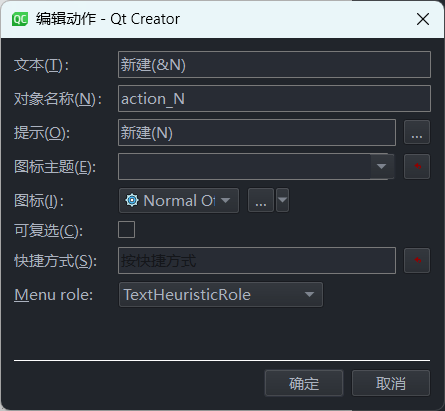 QC 编辑动作 - Qt Creator
文本(T):
新建(&N)
对象名称(N):
action_N
提示(O):
新建(N)
...
图标主题(E):
图标(I):
Normal Of
...
可复选(C):
快捷方式(S):
按快捷方式
Menu role:
TextHeuristicRole
确定
取消